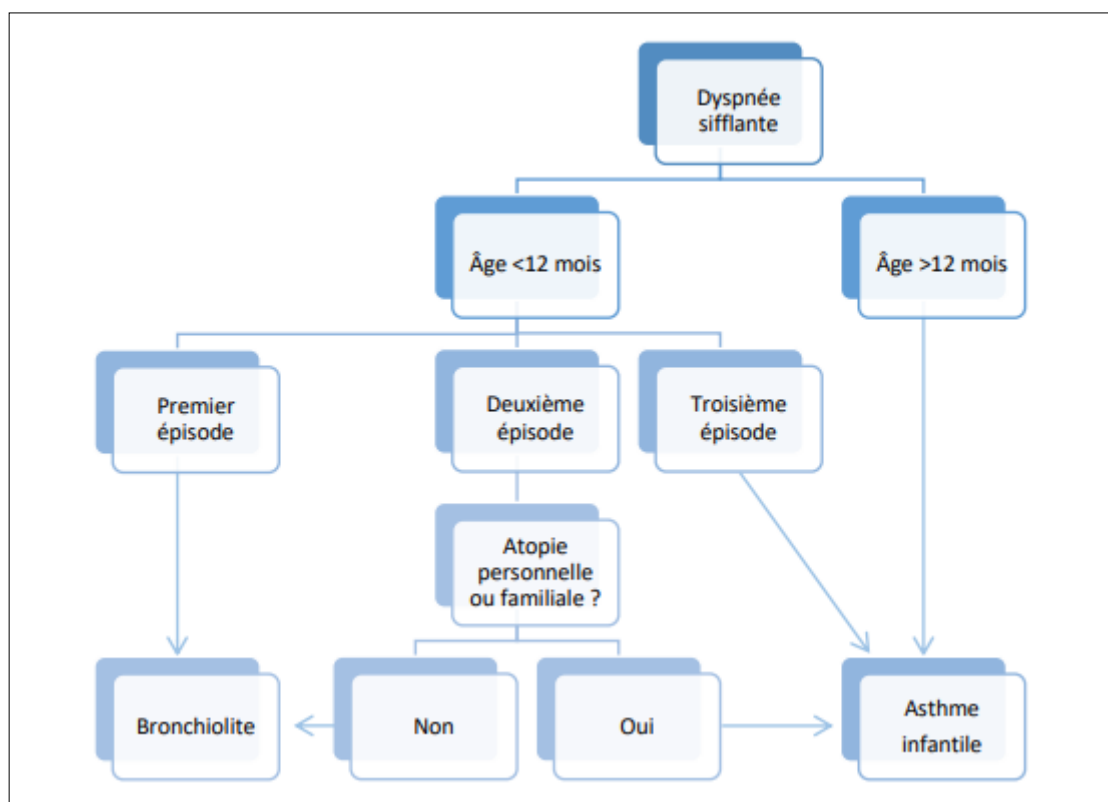 Dyspnée
sifflante
Âge <12 mois
Âge >12 mois
Premier
épisode
Deuxième
épisode
Troisième
épisode
Atopie
personnelle
ou familiale ?
Bronchiolite
Non
Oui
Asthme
infantile